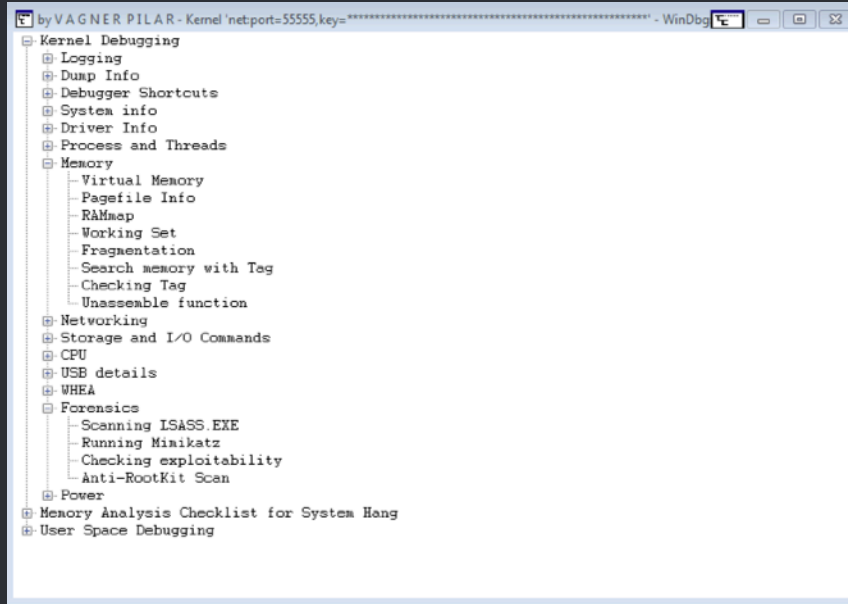 by V A G N E R P I L A R - Kernel 'net:port=55555,key=******************************************************' - WinDbg
Kernel Debugging
Logging
Dump Info
Debugger Shortcuts
System info
Driver Info
Process and Threads
Memory
Virtual Memory
Pagefile Info
RAMmap
Working Set
Fragmentation
Search memory with Tag
Checking Tag
Unassemble function
Networking
Storage and I/O Commands
CPU
USB details
WHEA
Forensics
Scanning LSASS.EXE
Running Mimikatz
Checking exploitability
Anti-RootKit Scan
Power
Memory Analysis Checklist for System Hang
User Space Debugging